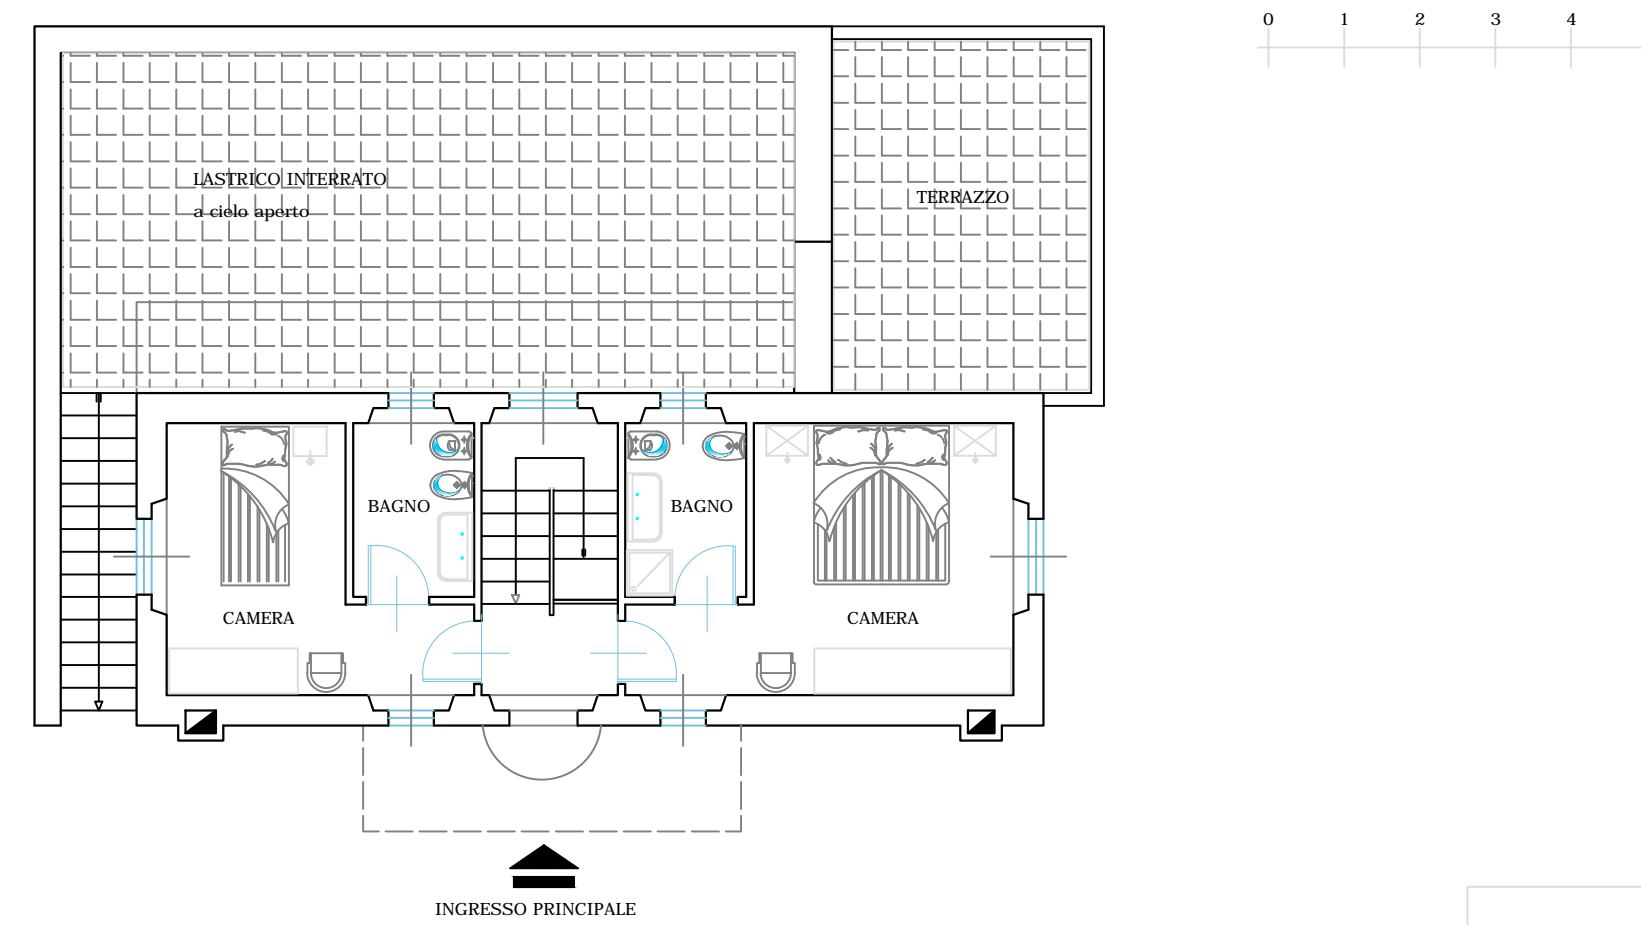 0 1 2 3 4
LASTRICO INTERRATO
a cielo aperto
TERRAZZO
BAGNO
BAGNO
CAMERA
CAMERA
INGRESSO PRINCIPALE